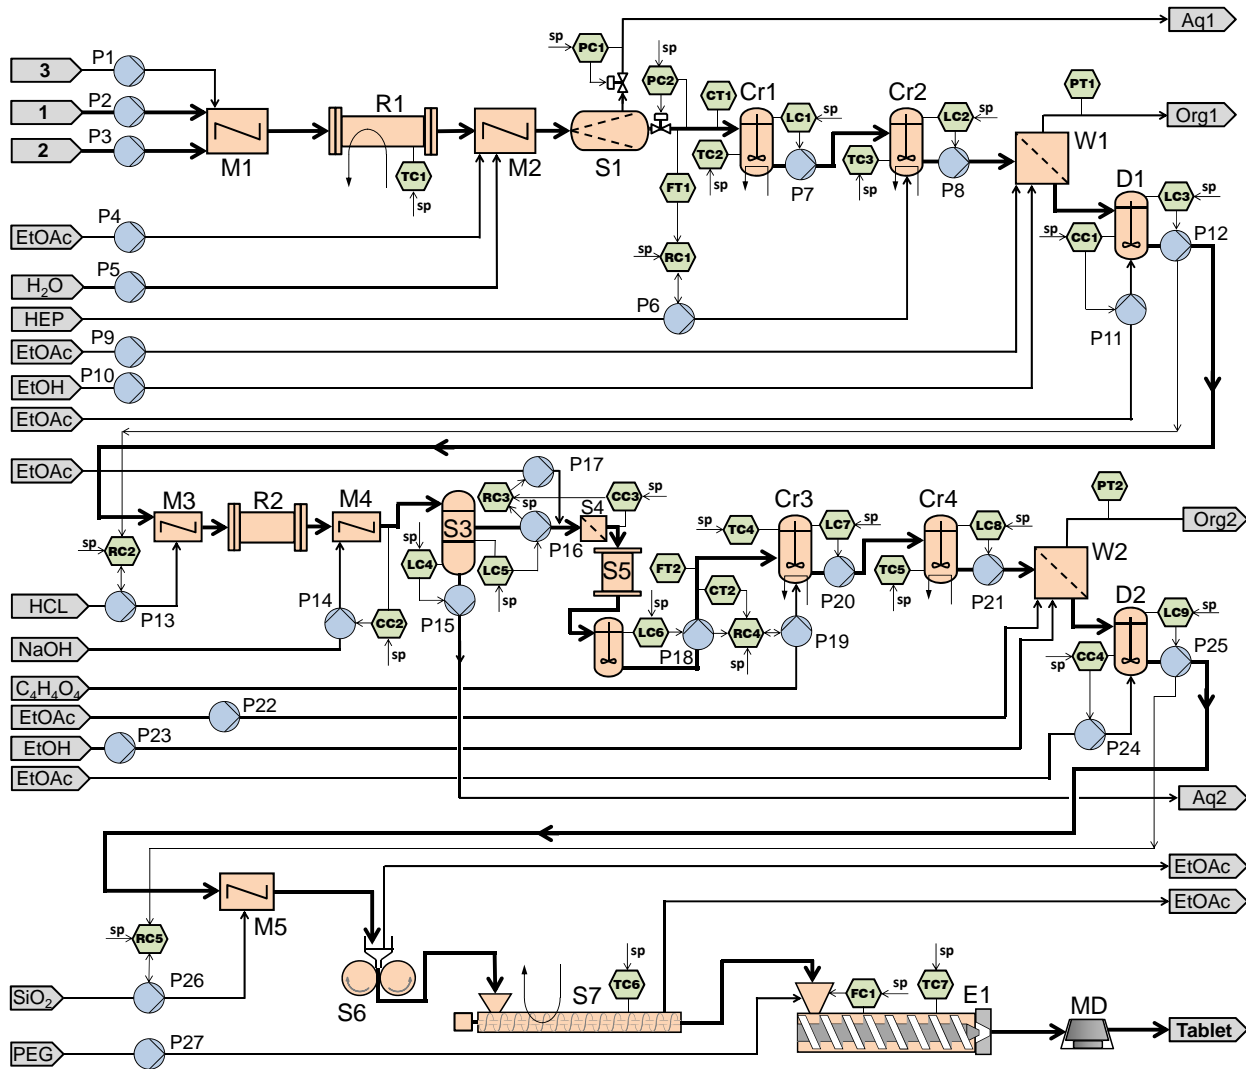 sp
PC1
Aq1
sp
PC2
3
P1
1
P2
2
P3
M1
R1
TC1
sp
M2
S1
CT1
Cr1
LC1
sp
TC2
sp
P7
FT1
Cr2
LC2
sp
TC3
sp
P8
PT1
Org1
W1
D1
LC3
sp
sp
CC1
P12
P11
EtOAc
P4
H2O
P5
sp
RC1
HEP
P6
EtOAc
P9
EtOH
P10
EtOAc
EtOAc
P17
M3
R2
M4
S3
RC3
sp
CC3
sp
S4
P16
S5
sp
RC2
sp
LC4
LC5
sp
HCL
P13
P14
P15
CC2
sp
NaOH
sp
LC6
P18
FT2
CT2
RC4
sp
P19
sp
TC4
Cr3
LC7
sp
P20
Cr4
LC8
sp
TC5
sp
P21
PT2
Org2
W2
D2
LC9
sp
sp
CC4
P25
P24
C4H4O4
EtOAc
P22
EtOH
P23
EtOAc
Aq2
M5
EtOAc
EtOAc
sp
RC5
SiO2
P26
S6
S7
sp
TC6
FC1
sp
sp
TC7
E1
MD
Tablet
PEG
P27